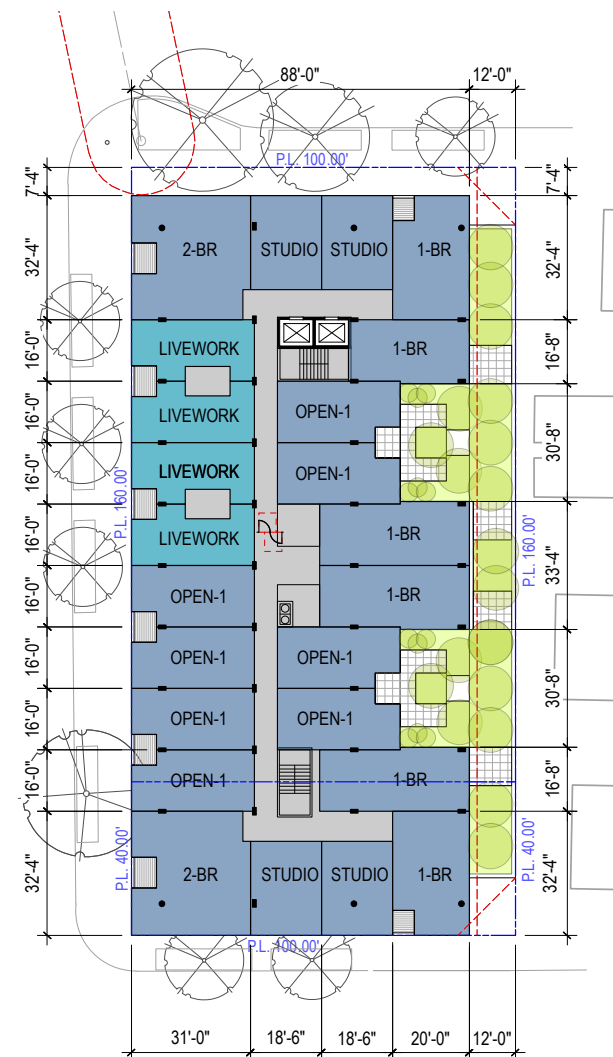 88'-0"
12'-0"
P.L. 100.00'
7'-4"
7'-4"
32'-4"
2-BR
STUDIO
STUDIO
1-BR
32'-4"
16'-0"
LIVEWORK
1-BR
16'-8"
16'-0"
LIVEWORK
OPEN-1
30'-8"
16'-0"
LIVEWORK
OPEN-1
P.L. 160.00'
P.L. 160.00'
16'-0"
LIVEWORK
1-BR
33'-4"
16'-0"
OPEN-1
1-BR
16'-0"
OPEN-1
OPEN-1
30'-8"
16'-0"
OPEN-1
OPEN-1
16'-0"
OPEN-1
1-BR
16'-8"
P.L. 40.00'
P.L. 40.00'
32'-4"
2-BR
STUDIO
STUDIO
1-BR
32'-4"
P.L. 100.00'
31'-0"
18'-6"
18'-6"
20'-0"
12'-0"